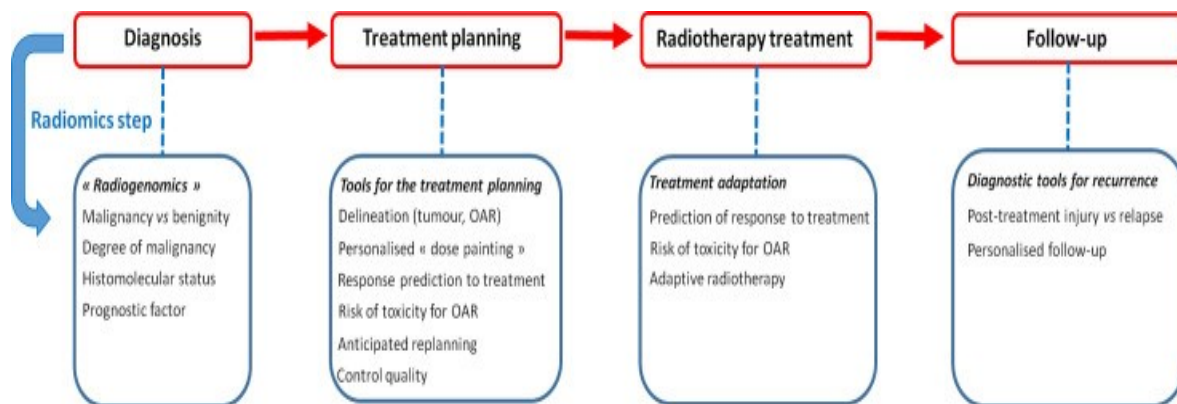 Diagnosis
Treatment planning
Radiotherapy treatment
Follow-up
Radiomics step
« Radiogenomics »
Malignancy vs benignity
Degree of malignancy
Histomolecular status
Prognostic factor
Tools for the treatment planning
Delineation (tumour, OAR)
Personalised « dose painting »
Response prediction to treatment
Risk of toxicity for OAR
Anticipated replanning
Control quality
Treatment adaptation
Prediction of response to treatment
Risk of toxicity for OAR
Adaptive radiotherapy
Diagnostic tools for recurrence
Post-treatment injury vs relapse
Personalised follow-up